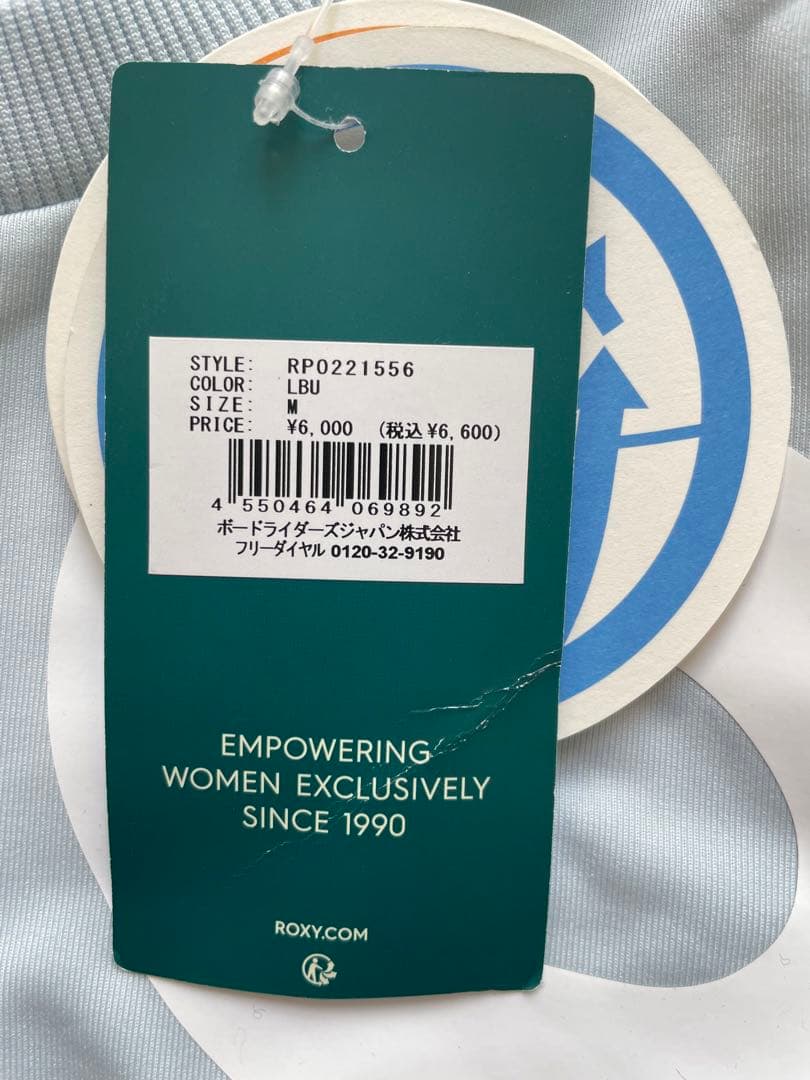 STYLE: RPO221556
COLOR: LBU
SIZE: M
PRICE: ¥6,000 (税込¥6,600)
4 550464 069892
ボードライダーズジャパン株式会社
フリーダイヤル 0120-32-9190
EMPOWERING
WOMEN EXCLUSIVELY
SINCE 1990
ROXY.COM